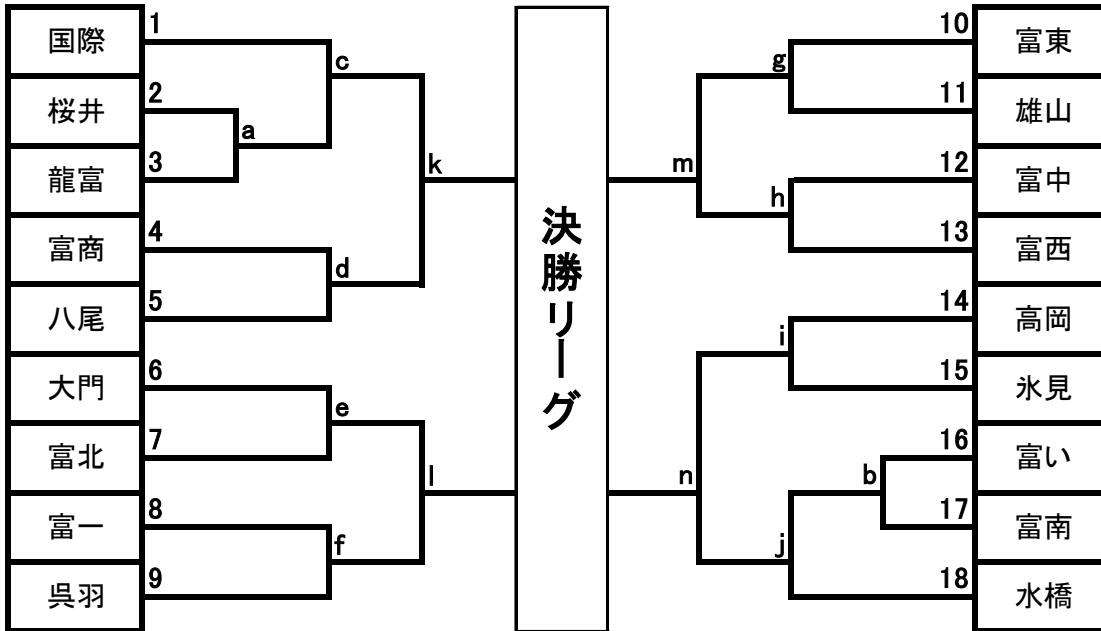 国際
1
桜井
2
龍富
3
富商
4
八尾
5
大門
6
富北
7
富一
8
呉羽
9
a
c
d
e
f
k
l
決勝リーグ
m
n
g
h
i
j
b
10
富東
11
雄山
12
富中
13
富西
14
高岡
15
氷見
16
富い
17
富南
18
水橋